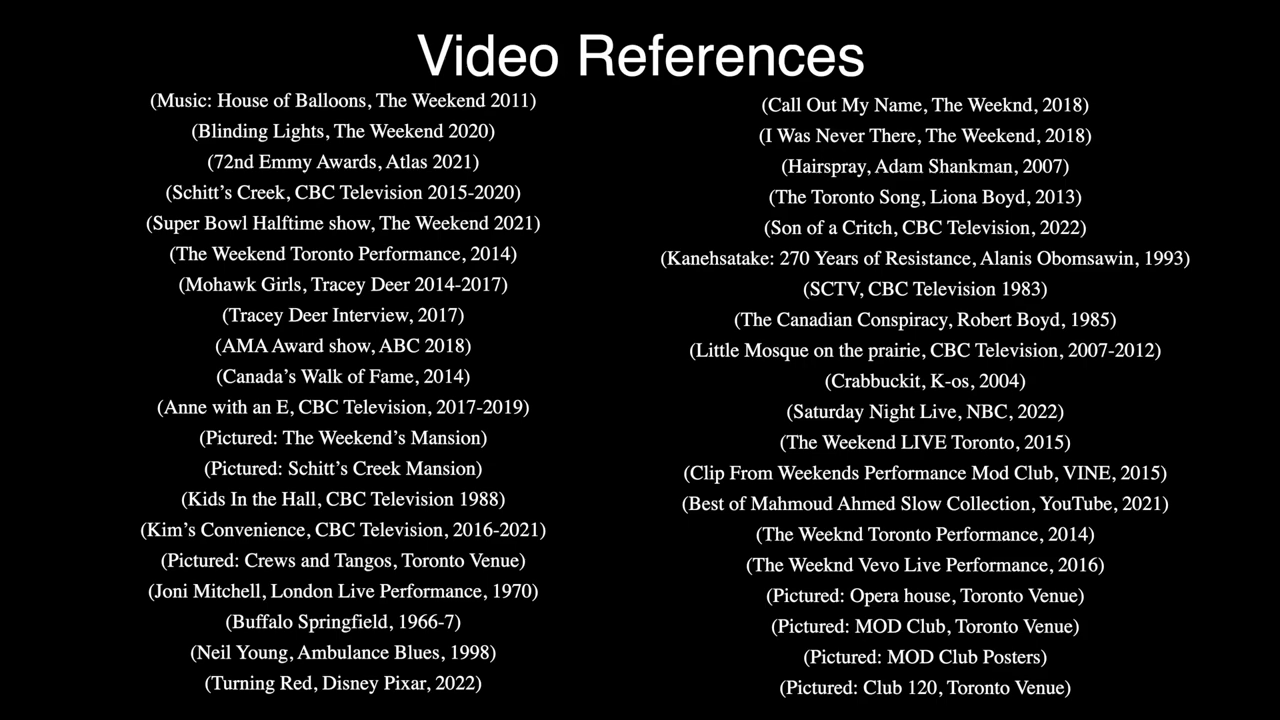 Video References
(Music: House of Balloons, The Weekend 2011)
(Blinding Lights, The Weekend 2020)
(72nd Emmy Awards, Atlas 2021)
(Schitt’s Creek, CBC Television 2015-2020)
(Super Bowl Halftime show, The Weekend 2021)
(The Weekend Toronto Performance, 2014)
(Mohawk Girls, Tracey Deer 2014-2017)
(Tracey Deer Interview, 2017)
(AMA Award show, ABC 2018)
(Canada’s Walk of Fame, 2014)
(Anne with an E, CBC Television, 2017-2019)
(Pictured: The Weekend’s Mansion)
(Pictured: Schitt’s Creek Mansion)
(Kids In the Hall, CBC Television 1988)
(Kim’s Convenience, CBC Television, 2016-2021)
(Pictured: Crews and Tangos, Toronto Venue)
(Joni Mitchell, London Live Performance, 1970)
(Buffalo Springfield, 1966-7)
(Neil Young, Ambulance Blues, 1998)
(Turning Red, Disney Pixar, 2022)
(Call Out My Name, The Weeknd, 2018)
(I Was Never There, The Weekend, 2018)
(Hairspray, Adam Shankman, 2007)
(The Toronto Song, Liona Boyd, 2013)
(Son of a Critch, CBC Television, 2022)
(Kanehsatake: 270 Years of Resistance, Alanis Obomsawin, 1993)
(SCTV, CBC Television 1983)
(The Canadian Conspiracy, Robert Boyd, 1985)
(Little Mosque on the prairie, CBC Television, 2007-2012)
(Crabbuckit, K-os, 2004)
(Saturday Night Live, NBC, 2022)
(The Weekend LIVE Toronto, 2015)
(Clip From Weekends Performance Mod Club, VINE, 2015)
(Best of Mahmoud Ahmed Slow Collection, YouTube, 2021)
(The Weeknd Toronto Performance, 2014)
(The Weeknd Vevo Live Performance, 2016)
(Pictured: Opera house, Toronto Venue)
(Pictured: MOD Club, Toronto Venue)
(Pictured: MOD Club Posters)
(Pictured: Club 120, Toronto Venue)